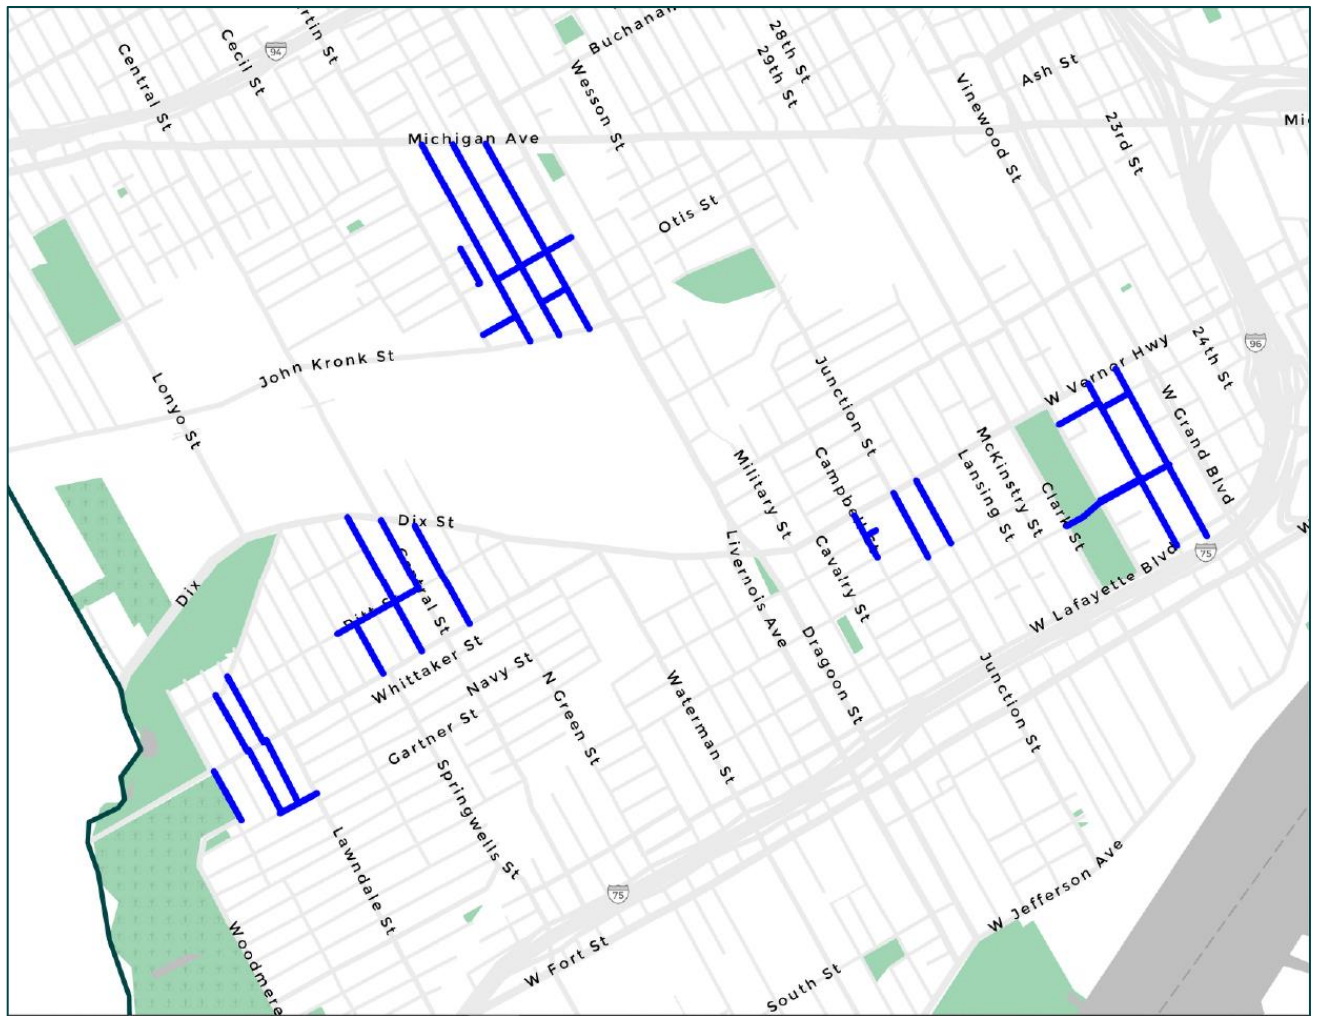 Central St
Cecil St
94
rtin St
Buchanan
28th St
29th St
Wesson St
Ash St
Vinewood St
23rd St
Michigan Ave
Mi
Otis St
John Kronk St
Lonyo St
Junction St
W Vernor Hwy
24th St
96
W Grand Blvd
McKinstry St
Lansing St
Clark St
Military St
Campbell St
Cavalry St
Livernois Ave
Dragoon St
W Lafayette Blvd
75
W
Dix St
Dix
Central St
Whittaker St
Navy St
Gartner St
N Green St
Waterman St
Springwells St
Junction St
Lawndale St
Woodmere
75
W Fort St
South St
W Jefferson Ave